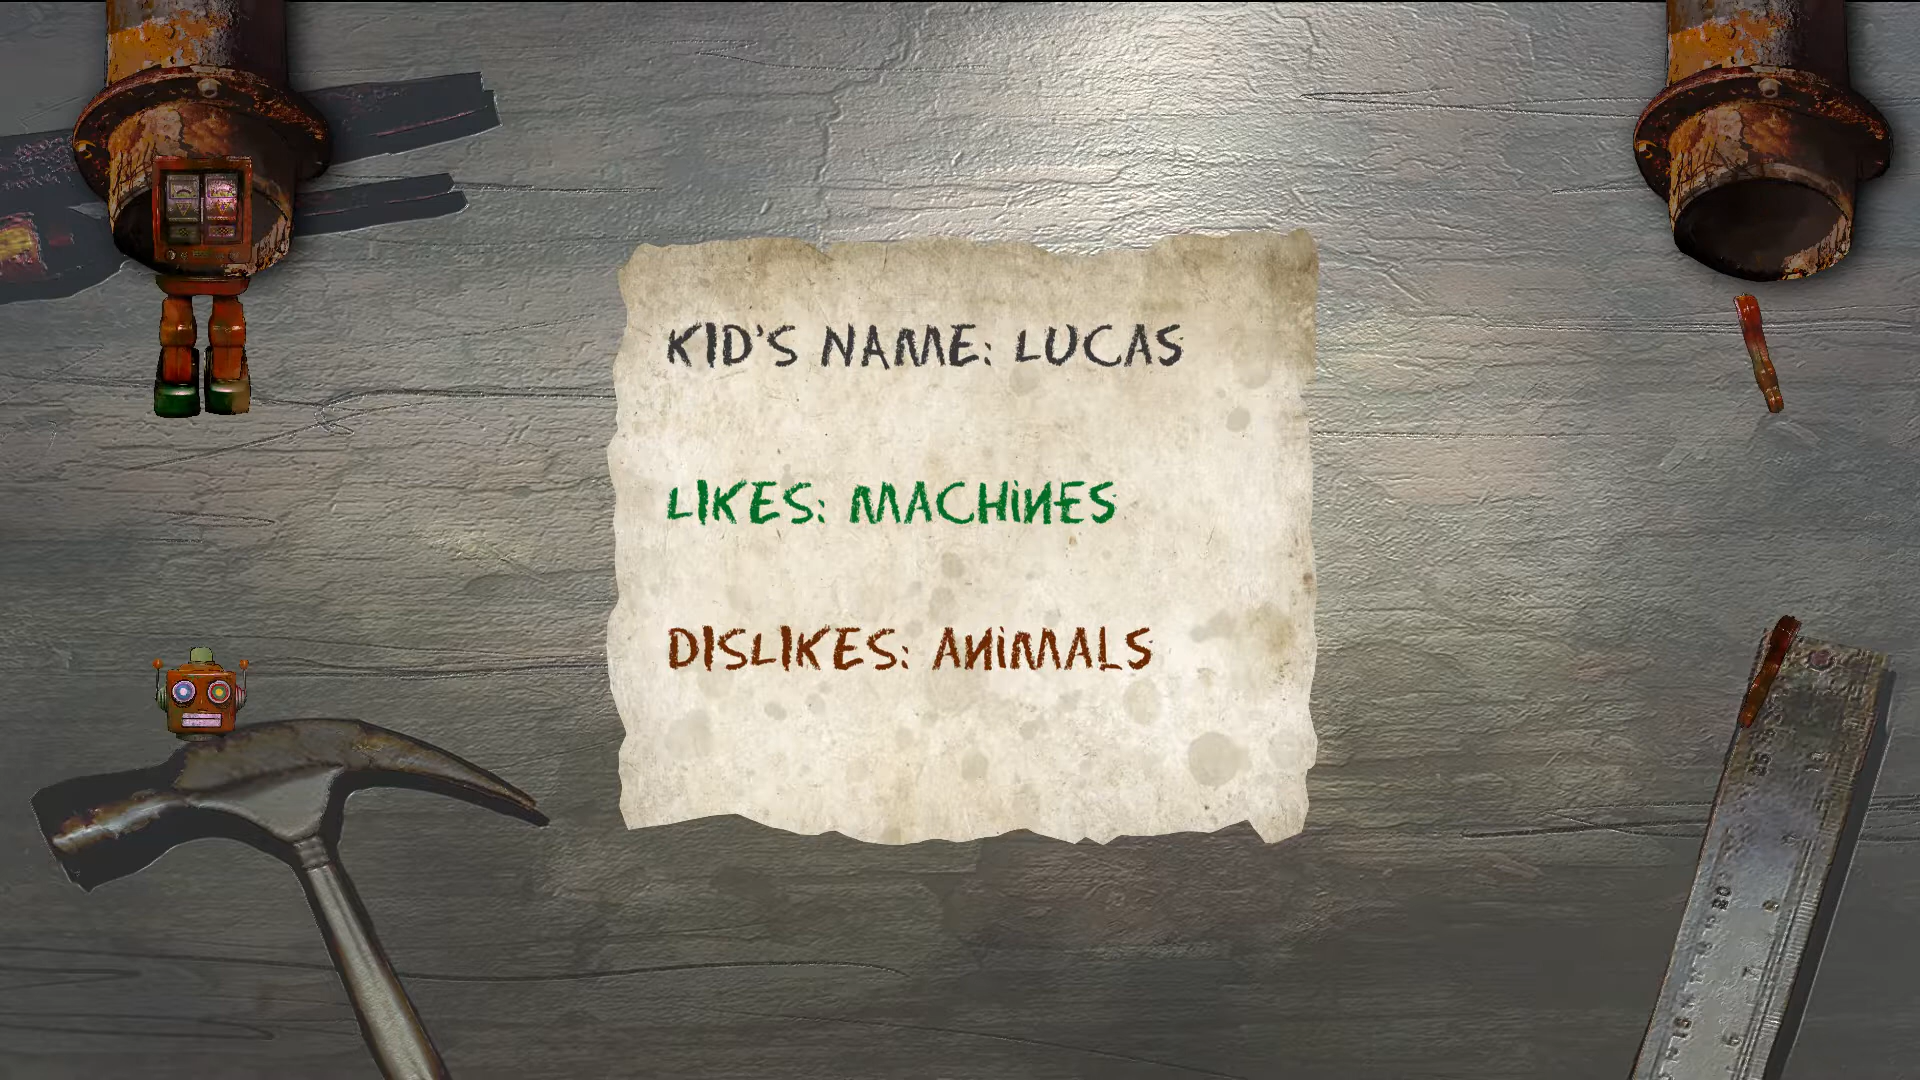 KID'S NAME: LUCAS
LIKES: MACHINES
DISLIKES: ANIMALS